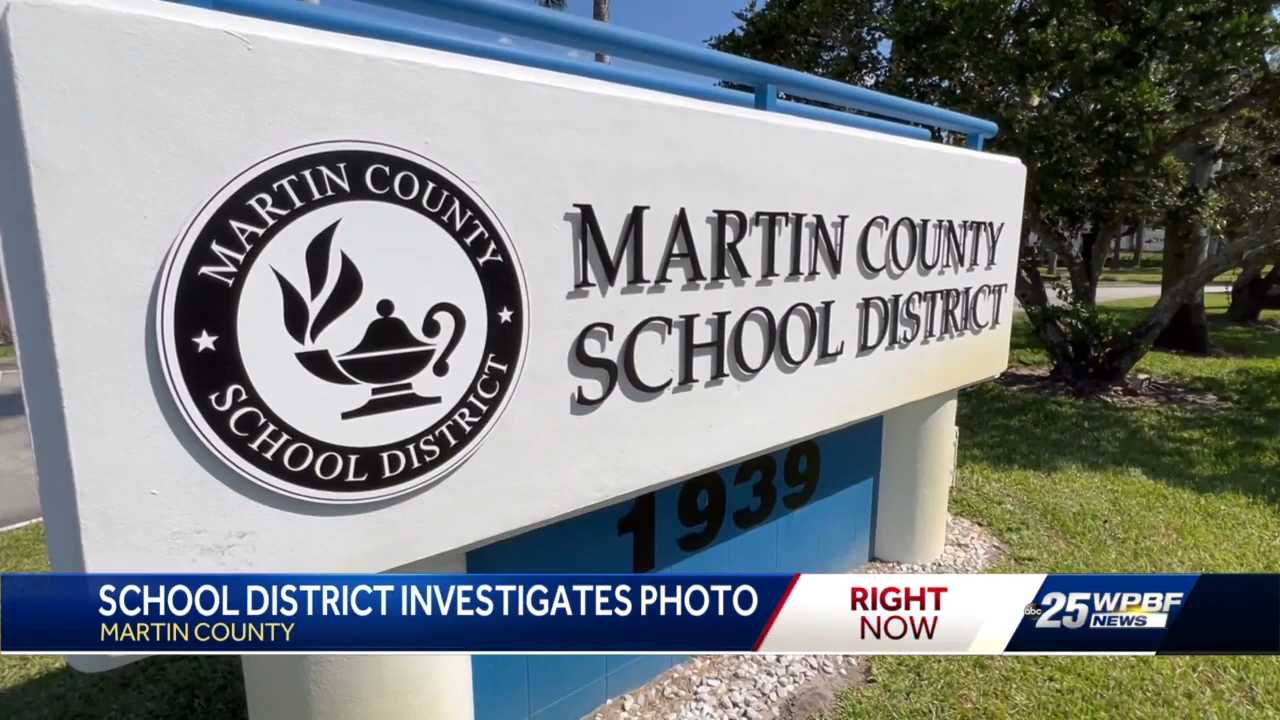 MARTIN COUNTY
SCHOOL DISTRICT
MARTIN COUNTY
SCHOOL DISTRICT
1939
SCHOOL DISTRICT INVESTIGATES PHOTO
MARTIN COUNTY
RIGHT
NOW
abc 25 WPBF
NEWS